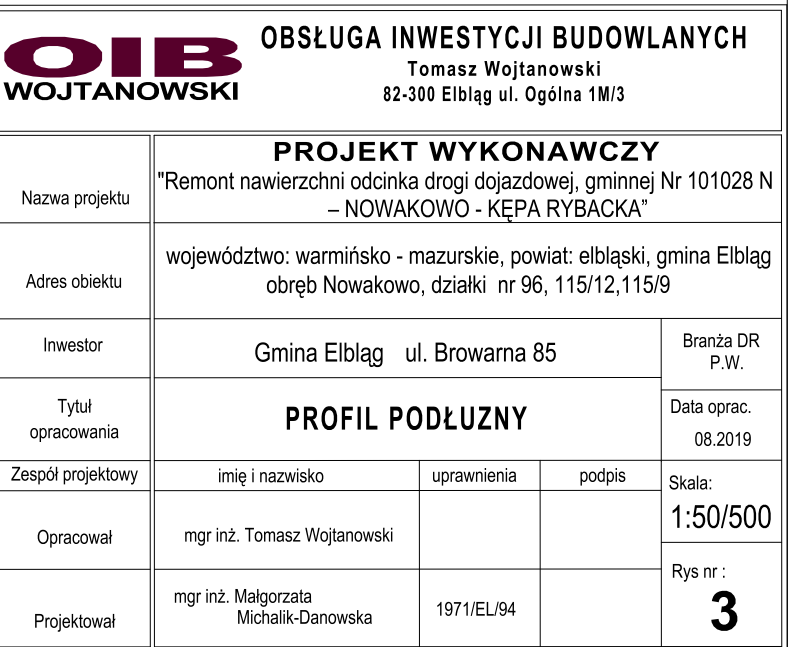 OIB
WOJTANOWSKI
OBSŁUGA INWESTYCJI BUDOWLANYCH
Tomasz Wojtanowski
82-300 Elbląg ul. Ogólna 1M/3
Nazwa projektu
PROJEKT WYKONAWCZY
"Remont nawierzchni odcinka drogi dojazdowej, gminnej Nr 101028 N
– NOWAKOWO - KĘPA RYBACKA”
Adres obiektu
województwo: warmińsko - mazurskie, powiat: elbląski, gmina Elbląg
obręb Nowakowo, działki nr 96, 115/12,115/9
Inwestor
Gmina Elbląg ul. Browarna 85
Branża DR
P.W.
Tytuł
opracowania
PROFIL PODŁUZNY
Data oprac.
08.2019
Zespół projektowy
imię i nazwisko
uprawnienia
podpis
Skala:
1:50/500
Opracował
mgr inż. Tomasz Wojtanowski
Projektował
mgr inż. Małgorzata
Michalik-Danowska
1971/EL/94
Rys nr :
3